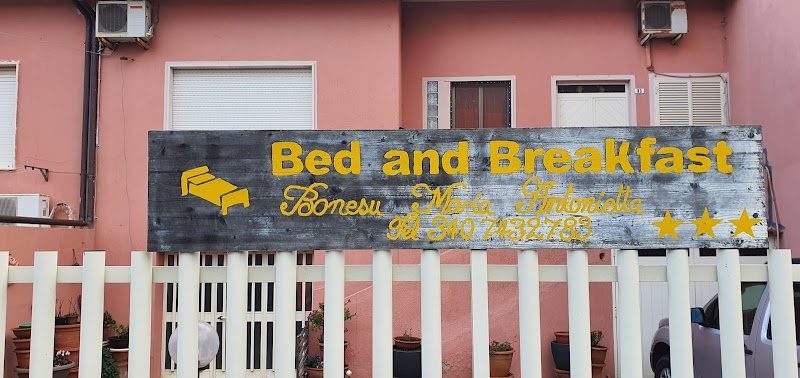 Bed and Breakfast
Bonesu Maria Antonietta
Tel 340 7432783